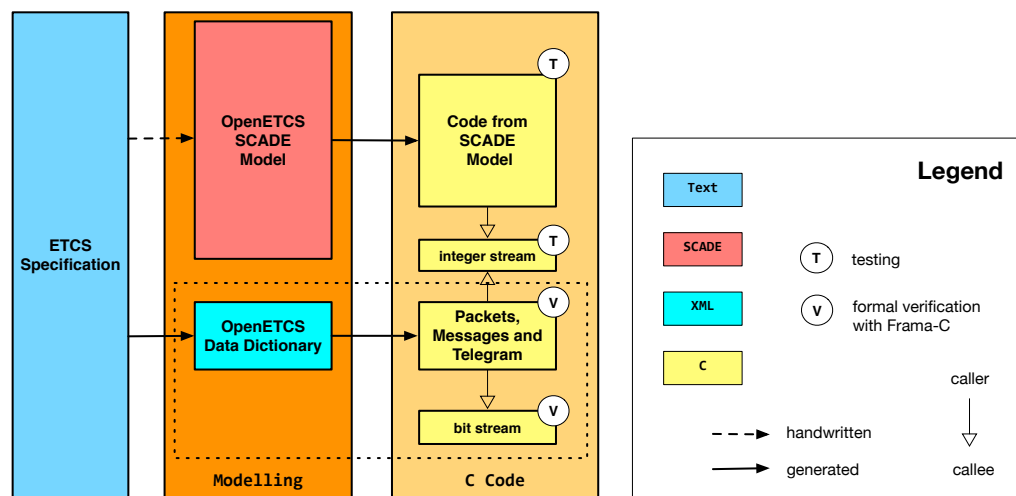 ETCS
Specification
OpenETCS
SCADE
Model
OpenETCS
Data Dictionary
Modelling
T
Code from
SCADE
Model
T
integer stream
V
Packets,
Messages and
Telegram
V
bit stream
C Code
Legend
Text
SCADE
XML
C
T
testing
V
formal verification
with Frama-C
handwritten
generated
caller
callee